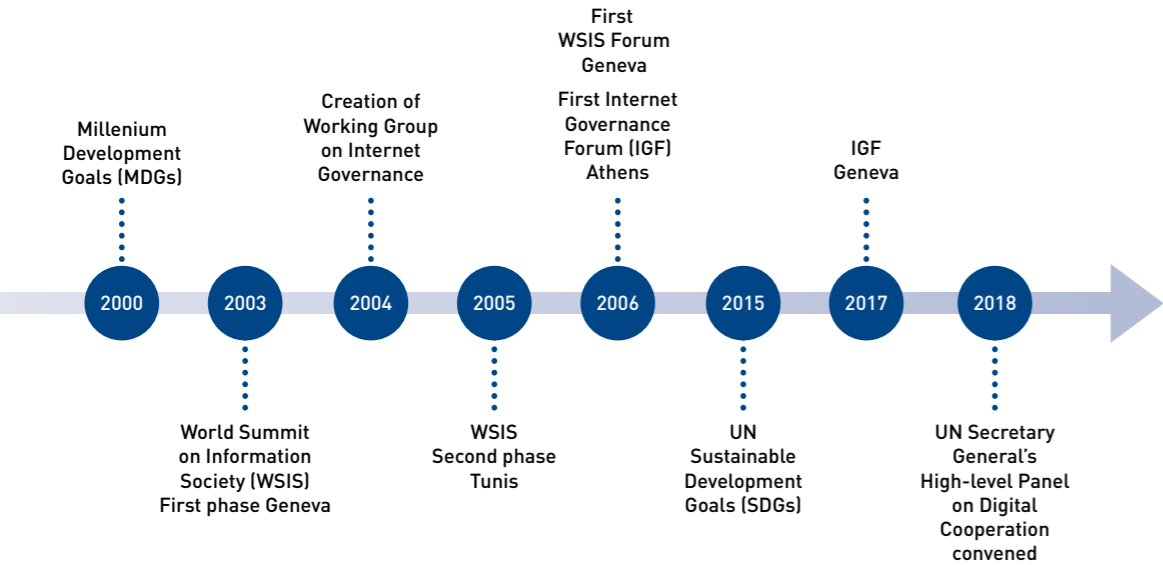 First
WSIS Forum
Geneva
First Internet
Governance
Forum (IGF)
Athens
Creation of
Working Group
on Internet
Governance
Millenium
Development
Goals (MDGs)
IGF
Geneva
2000
2003
2004
2005
2006
2015
2017
2018
World Summit
on Information
Society (WSIS)
First phase Geneva
WSIS
Second phase
Tunis
UN
Sustainable
Development
Goals (SDGs)
UN Secretary
General’s
High-level Panel
on Digital
Cooperation
convened